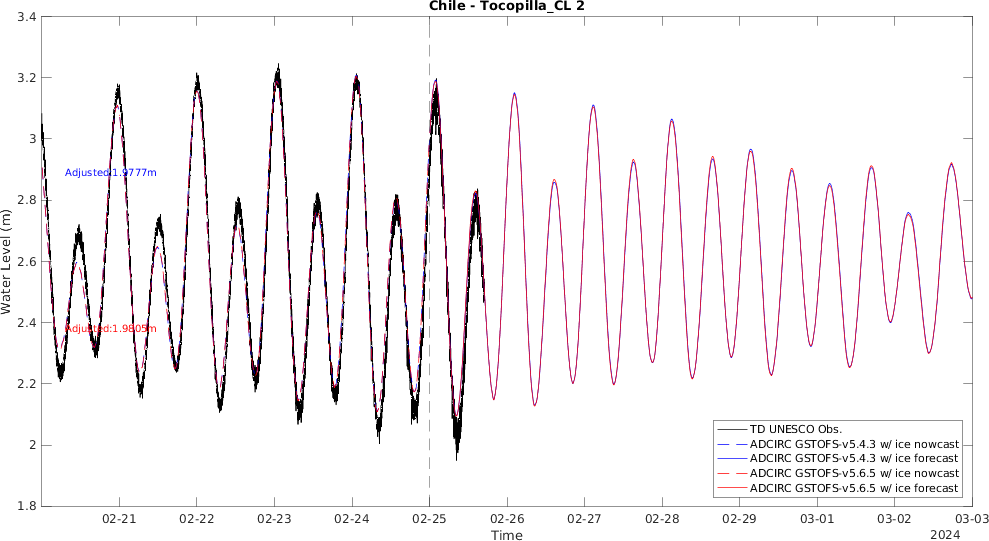 Chile - Tocopilla_CL 2
3.4
3.2
3
2.8
2.6
2.4
2.2
2
1.8
Water Level (m)
Adjusted:1.9777m
Adjusted:1.9805m
TD UNESCO Obs.
ADCIRC GSTOFS-v5.4.3 w/ ice nowcast
ADCIRC GSTOFS-v5.4.3 w/ ice forecast
ADCIRC GSTOFS-v5.6.5 w/ ice nowcast
ADCIRC GSTOFS-v5.6.5 w/ ice forecast
02-21 02-22 02-23 02-24 02-25 02-26 02-27 02-28 02-29 03-01 03-02 03-03
Time
2024